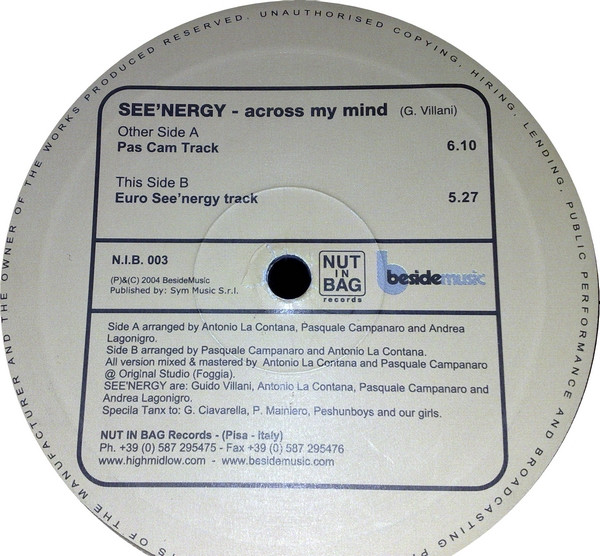 SEE'NERGY - across my mind (G. Villani)
Other Side A
Pas Cam Track 6.10
This Side B
Euro See'nergy track 5.27
N.I.B. 003
(P)&(C) 2004 BesideMusic
Published by: Sym Music S.r.l.
NUT
IN
BAG
records
besidemusic
Side A arranged by Antonio La Contana, Pasquale Campanaro and Andrea
Lagonigro.
Side B arranged by Pasquale Campanaro and Antonio La Contana.
All version mixed & mastered by Antonio La Contana and Pasquale Campanaro
@ Original Studio (Foggia).
SEE'NERGY are: Guido Villani, Antonio La Contana, Pasquale Campanaro and
Andrea Lagonigro.
Specila Tanx to: G. Ciavarella, P. Mainiero, Peshunboys and our girls.
NUT IN BAG Records - (Pisa - Italy)
Ph. +39 (0) 587 295475 - Fax +39 (0) 587 295476
www.highmidlow.com - www.besidemusic.com
OF THE MANUFACTURER AND THE OWNER OF THE WORKS PRODUCED RESERVED. UNAUTHORISED COPYING, HIRING, LENDING, PUBLIC PERFORMANCE AND BROADCASTING